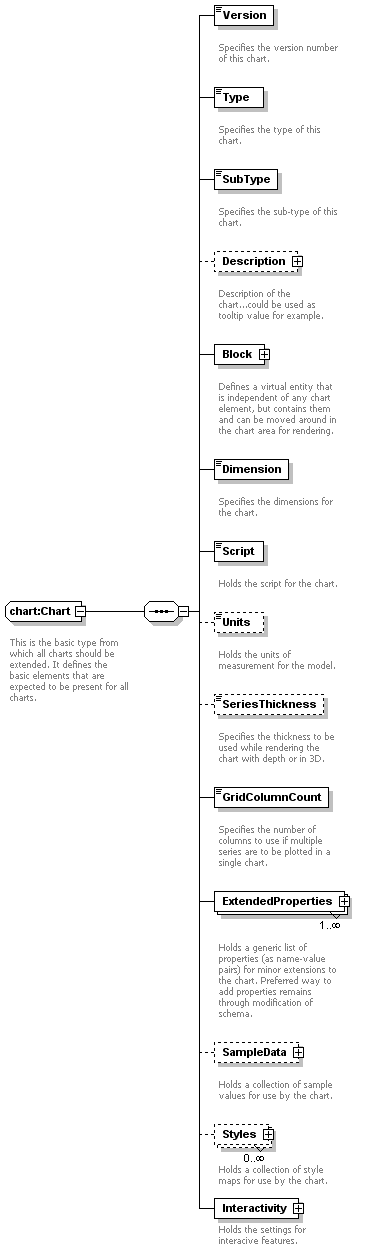 Version
Specifies the version number
of this chart.
Type
Specifies the type of this
chart.
SubType
Specifies the sub-type of this
chart.
Description
Description of the
chart...could be used as
tooltip value for example.
Block
Defines a virtual entity that
is independent of any chart
element, but contains them
and can be moved around in
the chart area for rendering.
Dimension
Specifies the dimensions for
the chart.
Script
Holds the script for the chart.
chart:Chart
This is the basic type from
which all charts should be
extended. It defines the
basic elements that are
expected to be present for all
charts.
Units
Holds the units of
measurement for the model.
SeriesThickness
Specifies the thickness to be
used while rendering the
chart with depth or in 3D.
GridColumnCount
Specifies the number of
columns to use if multiple
series are to be plotted in a
single chart.
ExtendedProperties
1..∞
Holds a generic list of
properties (as name-value
pairs) for minor extensions to
the chart. Preferred way to
add properties remains
through modification of
schema.
SampleData
Holds a collection of sample
values for use by the chart.
Styles
0..∞
Holds a collection of style
maps for use by the chart.
Interactivity
Holds the settings for
interacive features.